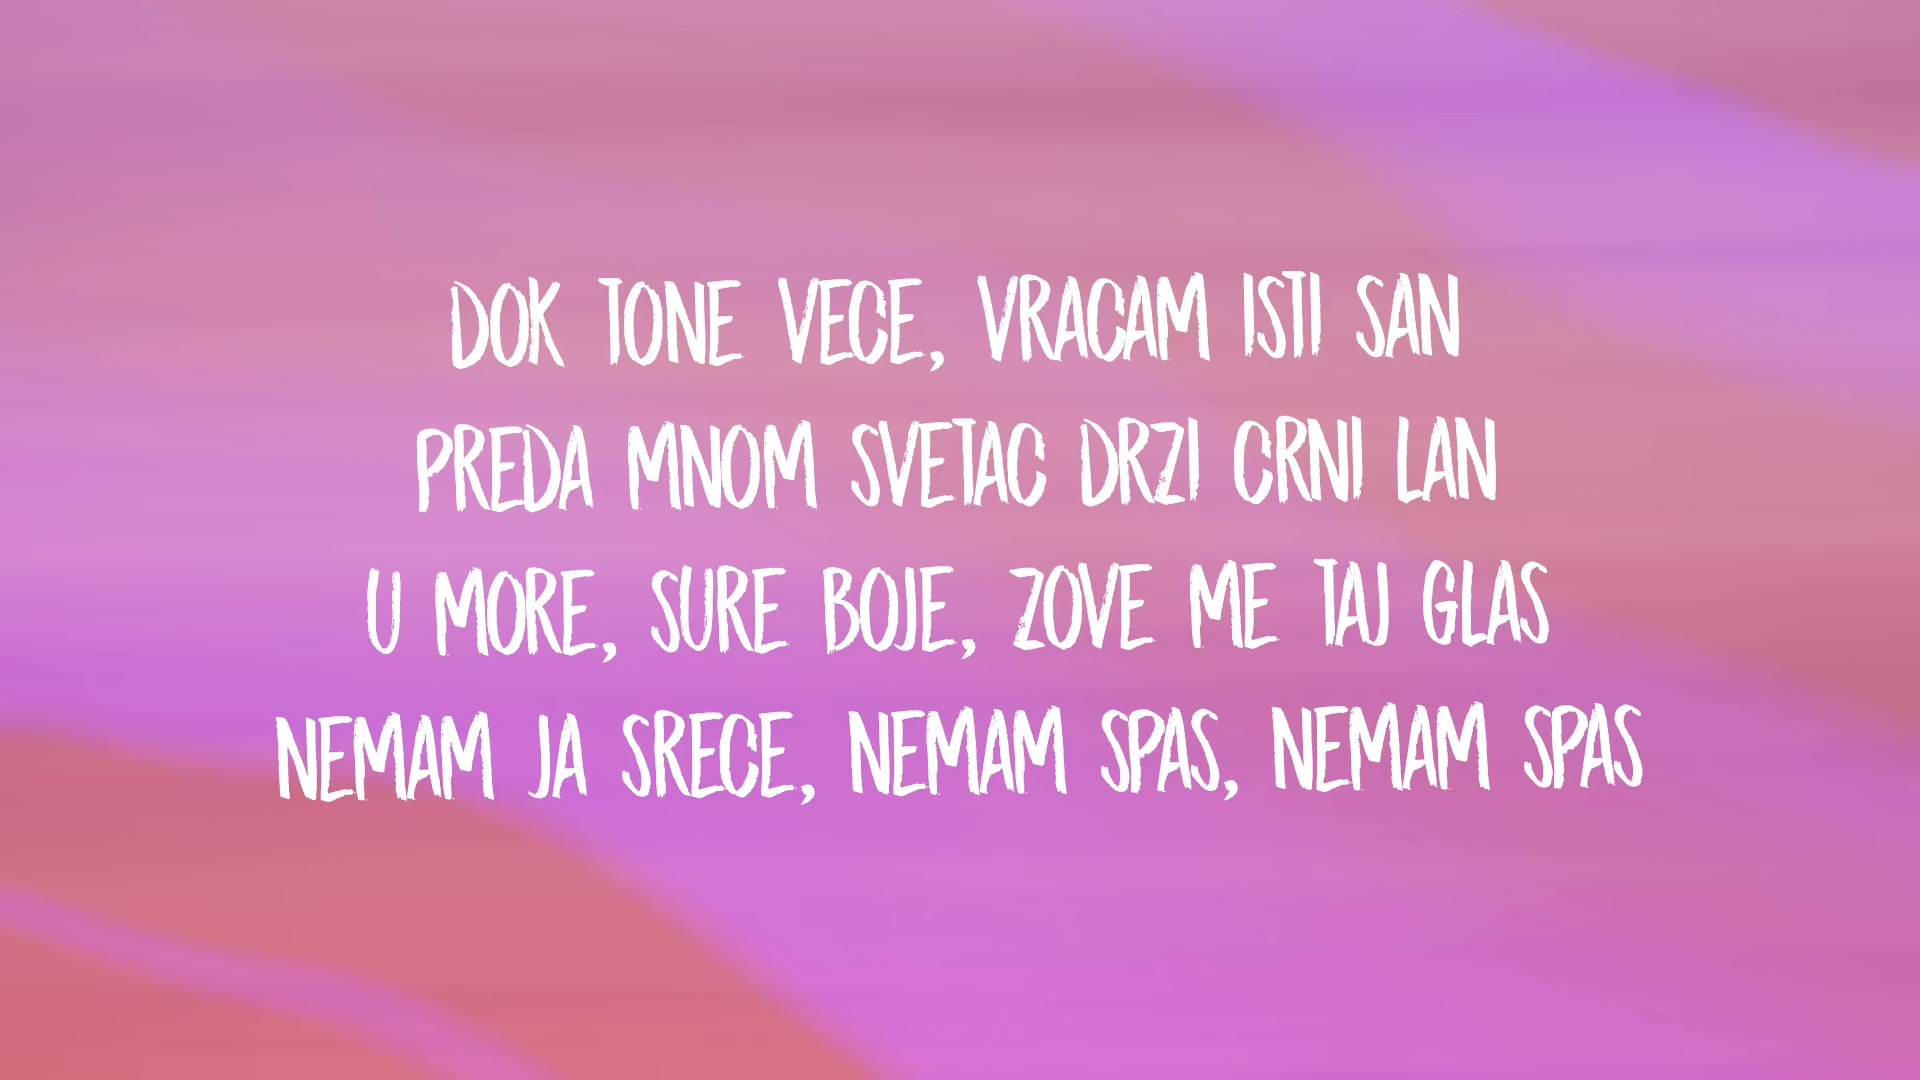 DOK TONE VECE, VRACAM ISTI SAN
PREDA MNOM SVETAC DRZI CRNI LAN
U MORE, SURE BOJE, ZOVE ME TAJ GLAS
NEMAM JA SRECE, NEMAM SPAS, NEMAM SPAS